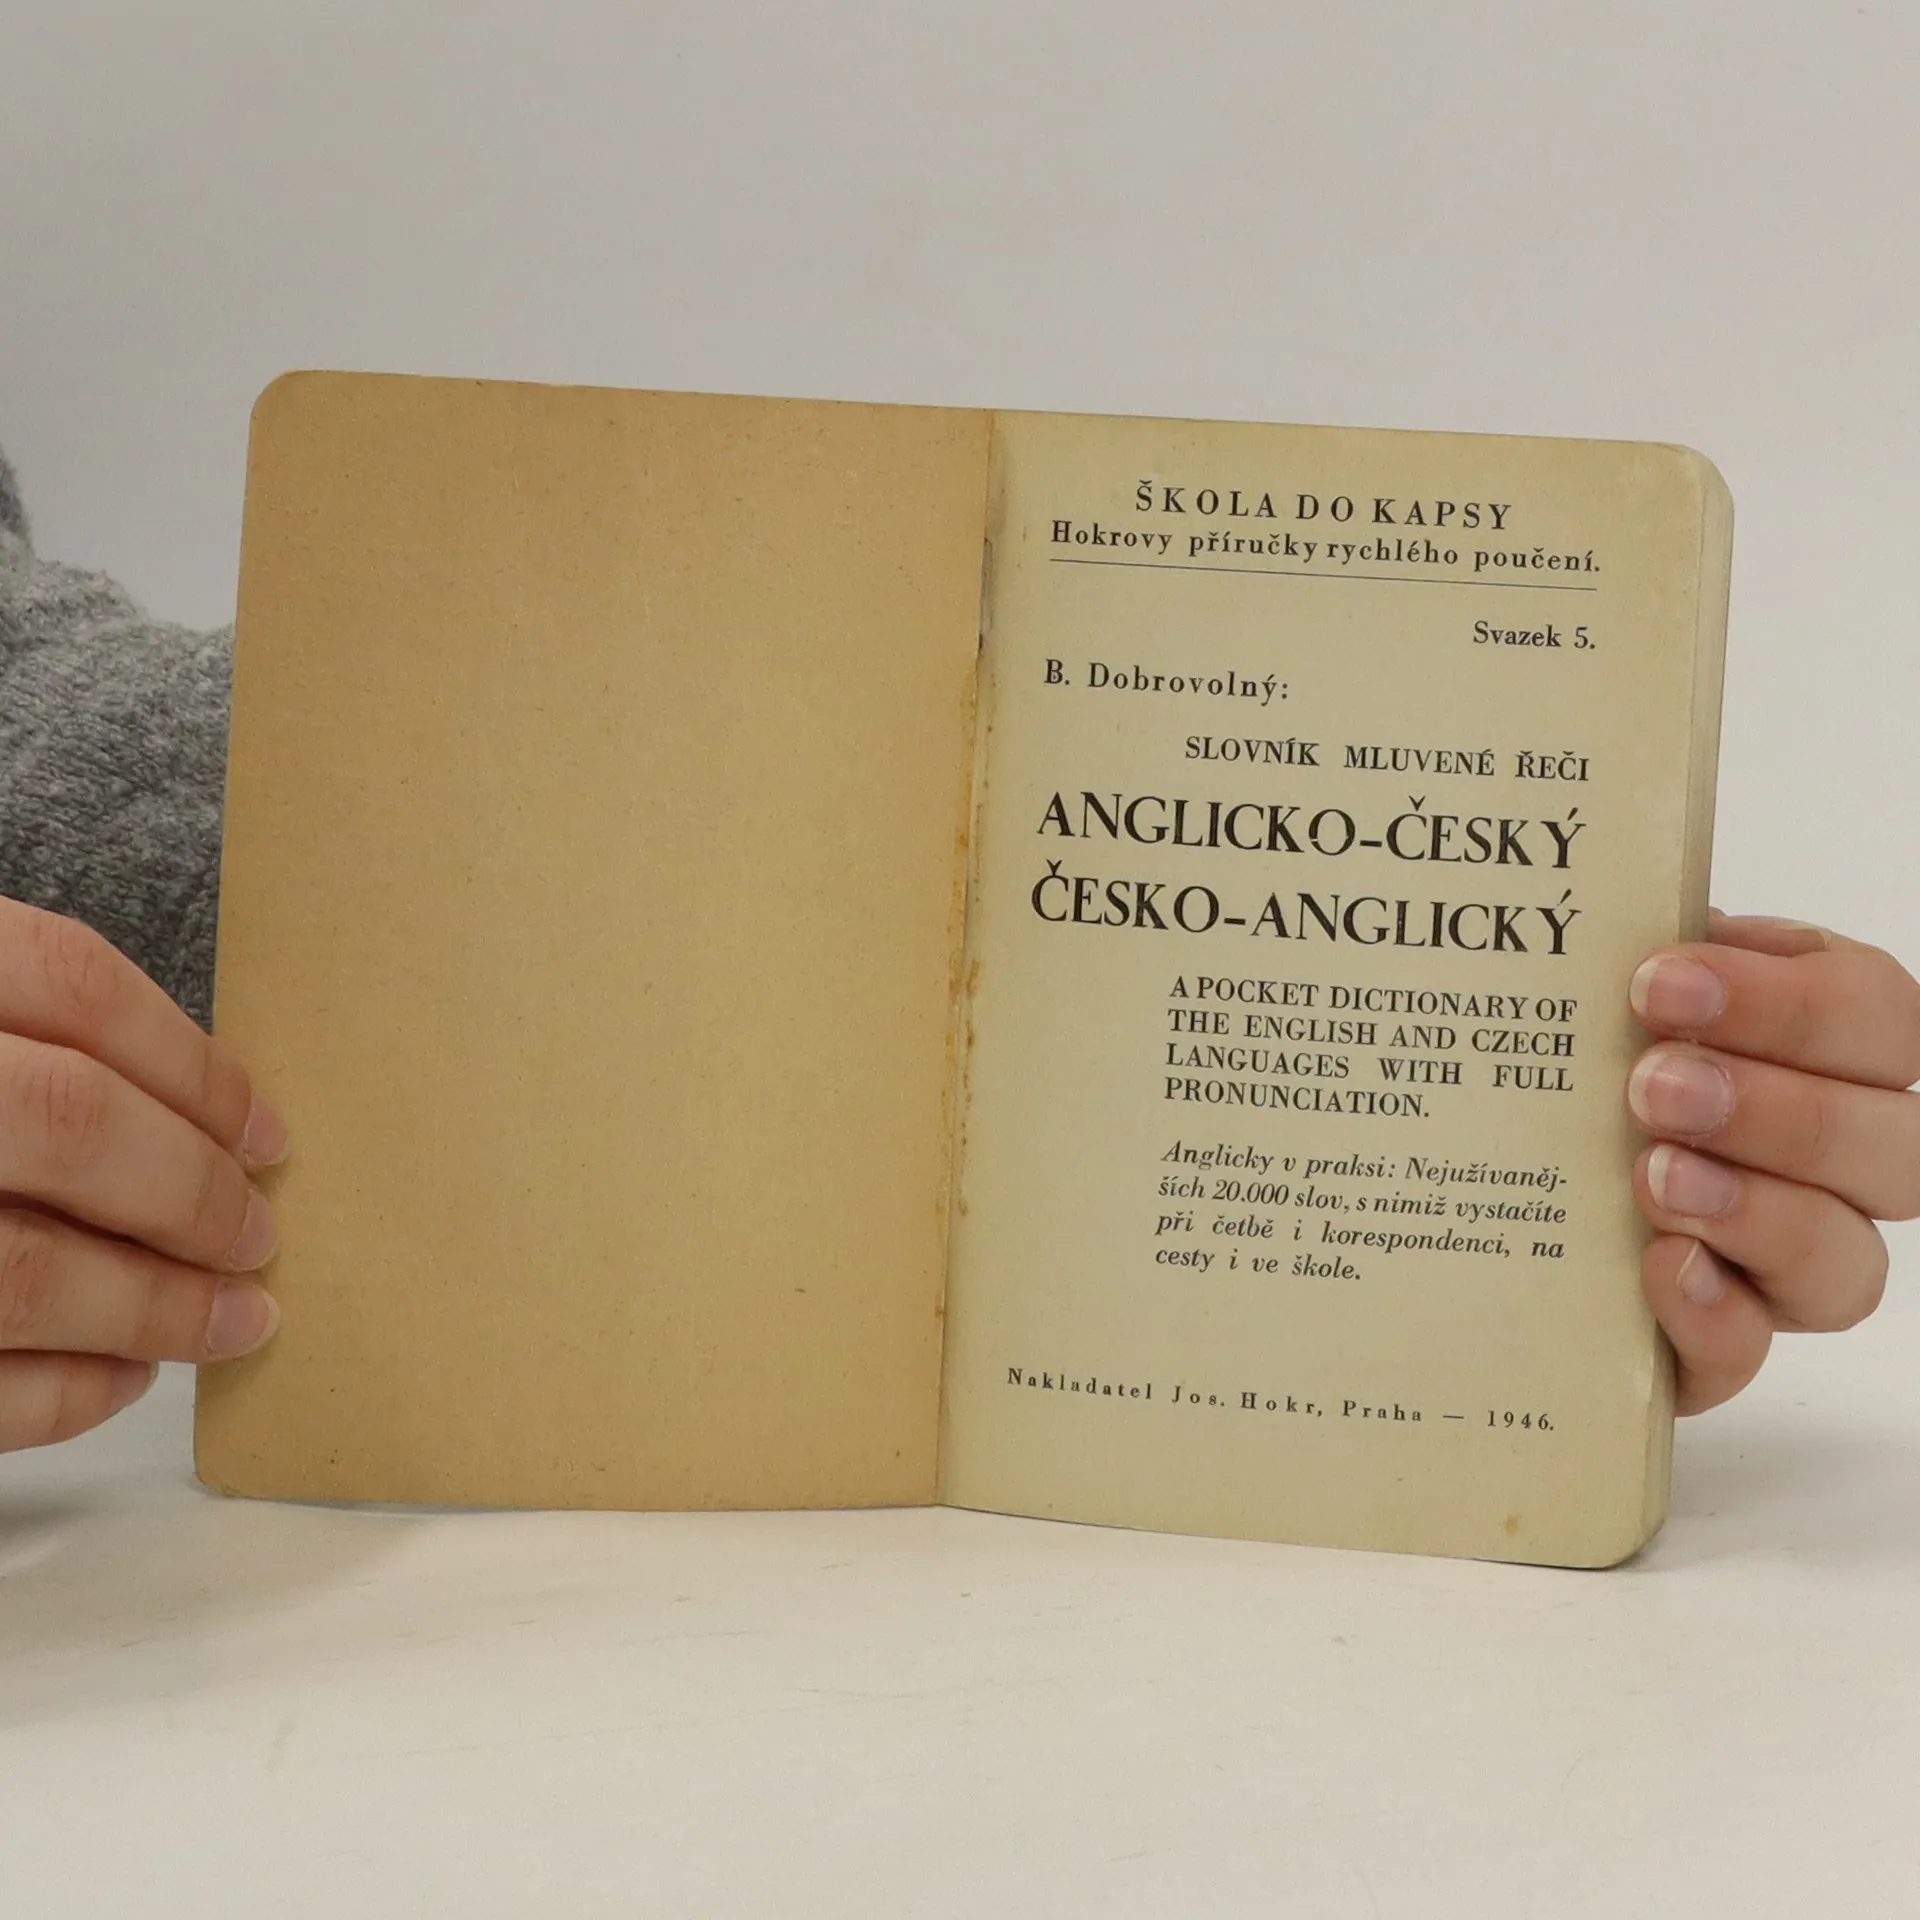 ŠKOLA DO KAPSY
Hokrovy příručky rychlého poučení.
Svazek 5.
B. Dobrovolný:
SLOVNÍK MLUVENÉ ŘEČI
ANGLICKO-ČESKÝ
ČESKO-ANGLICKÝ
A POCKET DICTIONARY OF
THE ENGLISH AND CZECH
LANGUAGES WITH FULL
PRONUNCIATION.
Anglicky v praksi: Nejužívaněj-
ších 20.000 slov, s nimiž vystačíte
při četbě i korespondenci, na
cesty i ve škole.
Nakladatel Jos. Hokr, Praha — 1946.